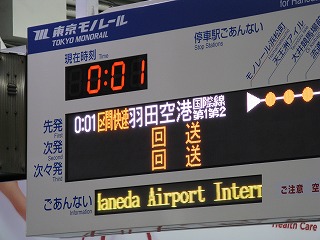 東京モノレール
TOKYO MONORAIL
現在時刻 Time
0:01
停車駅ごあんない
Stop Stations
for Haned
モノレール浜松町
天王洲アイル
大井競馬場前
先発 First 0:01 区間快速 羽田空港 国際線 第1第2
次発 Second 回送
次々発 Third 回送
ごあんない Information
Haneda Airport Intern
ご注意
Health Care